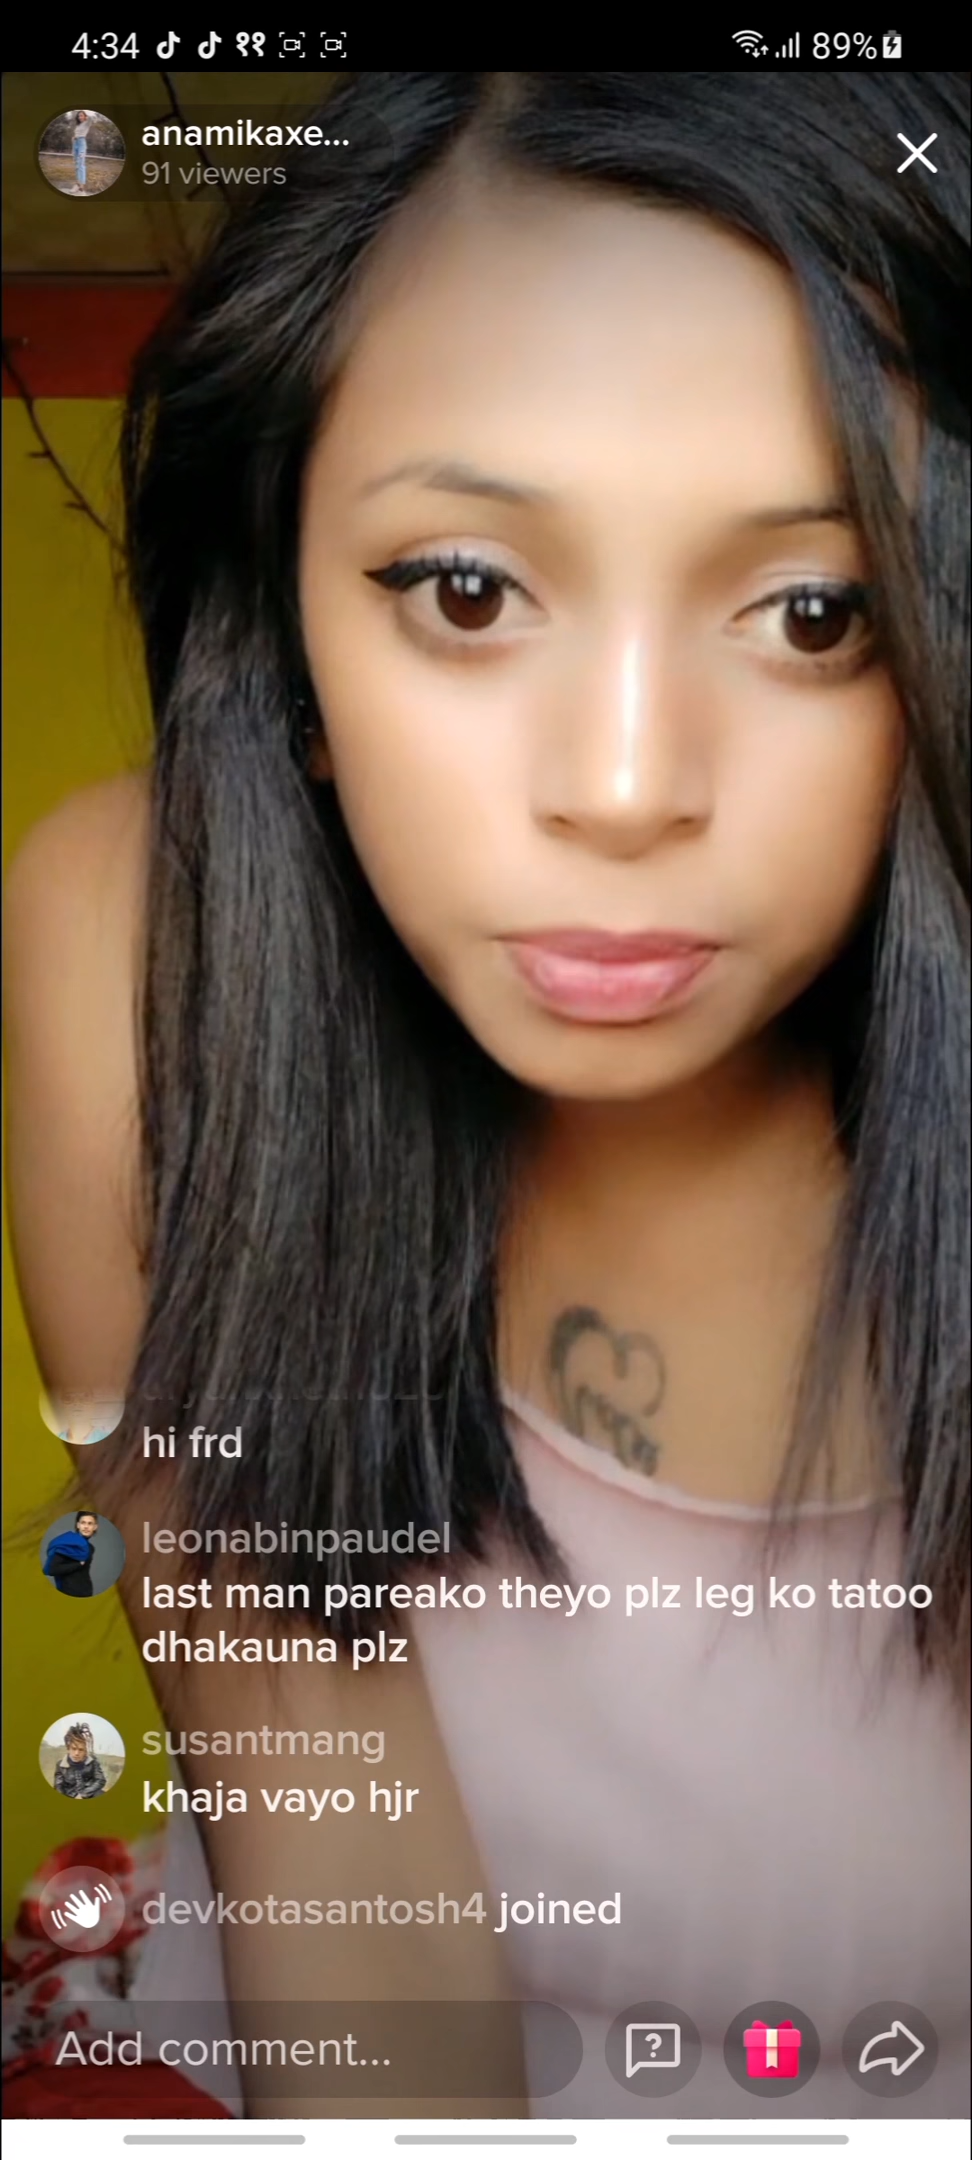 4:34
89%
anamikaxe...
91 viewers
hi frd
leonabinpaudel
last man pareako theyo plz leg ko tatoo
dhakauna plz
susantmang
khaja vayo hjr
devkotasantosh4 joined
Add comment...